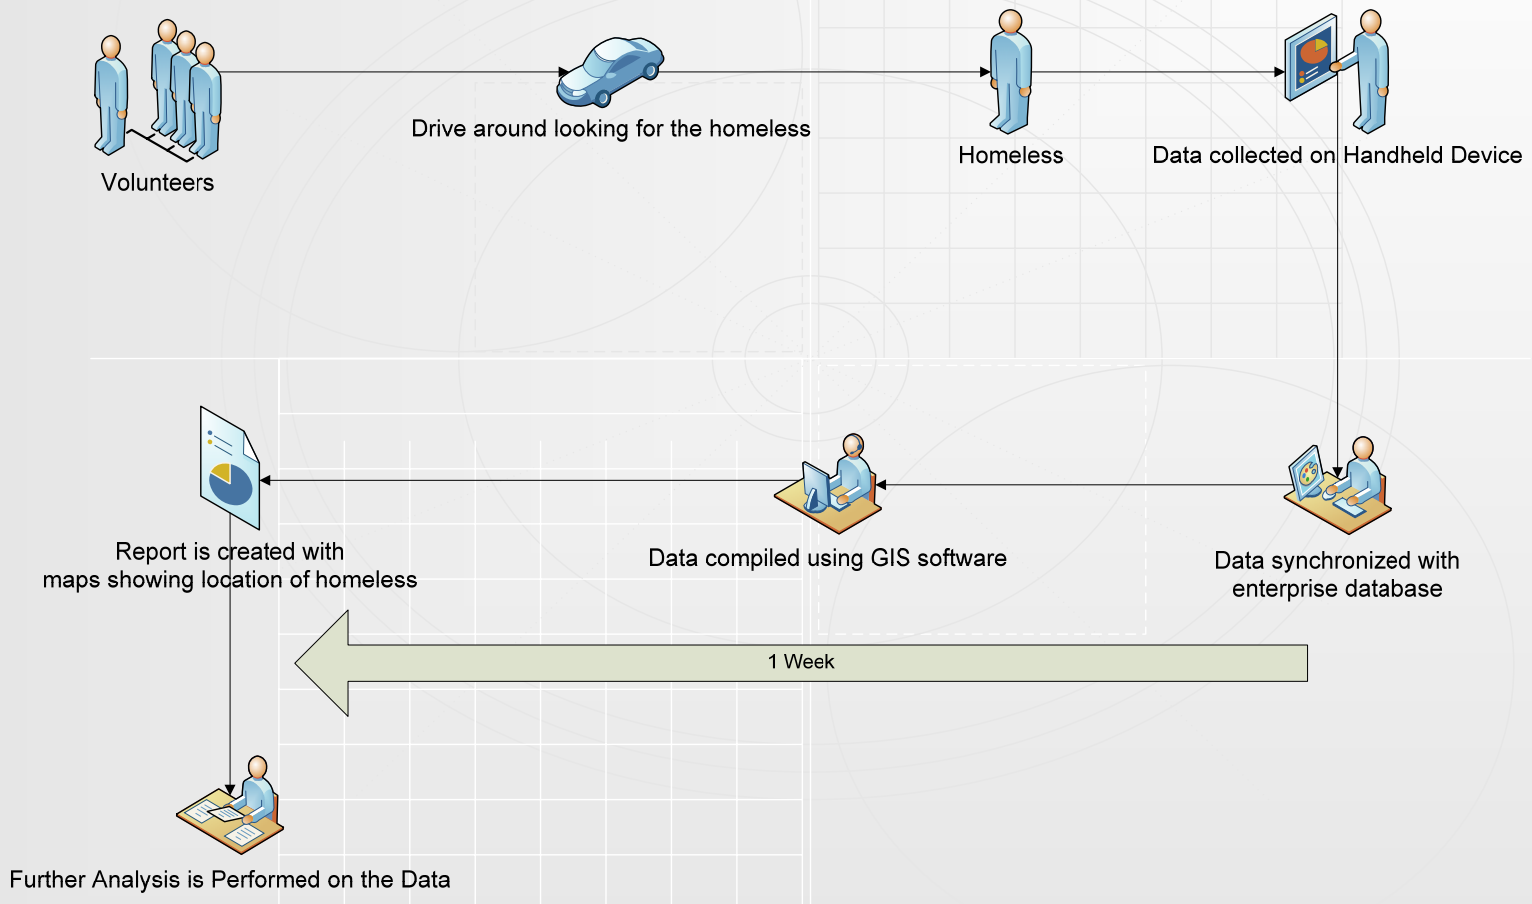 Drive around looking for the homeless
Homeless
Data collected on Handheld Device
Volunteers
Report is created with
maps showing location of homeless
Data compiled using GIS software
Data synchronized with
enterprise database
1 Week
Further Analysis is Performed on the Data